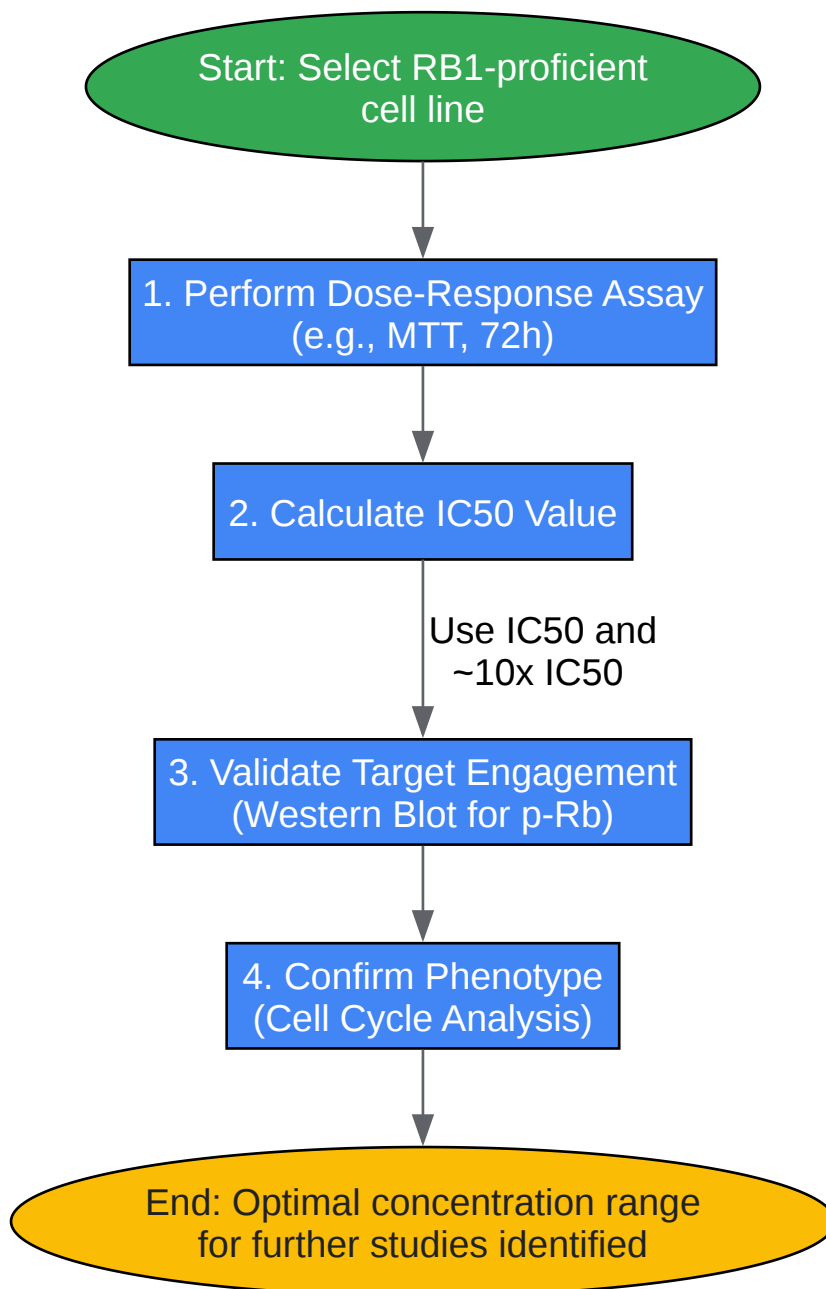 Start: Select RB1-proficient
cell line
1. Perform Dose-Response Assay
(e.g., MTT, 72h)
2. Calculate IC50 Value
Use IC50 and
~10x IC50
3. Validate Target Engagement
(Western Blot for p-Rb)
4. Confirm Phenotype
(Cell Cycle Analysis)
End: Optimal concentration range
for further studies identified